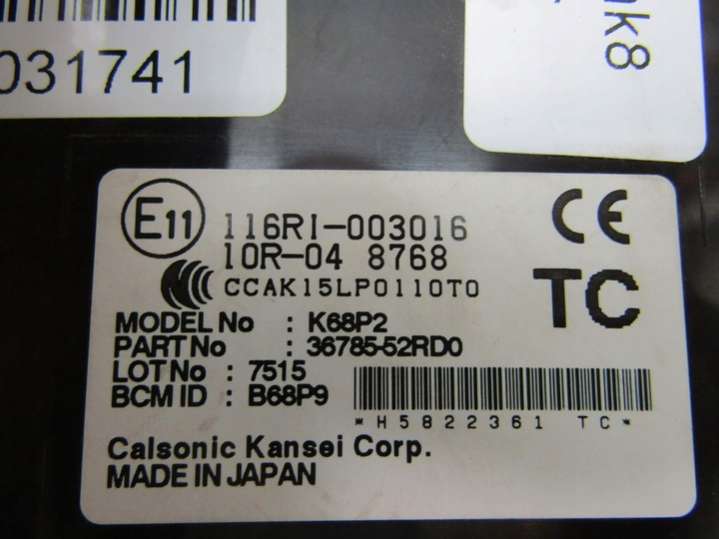 031741
nk8
E11
116RI-003016
10R-04 8768
CCAK15LP0110T0
CE
TC
MODEL No : K68P2
PART No : 36785-52RD0
LOT No : 7515
BCM ID : B68P9
*H5822361 TC*
Calsonic Kansei Corp.
MADE IN JAPAN